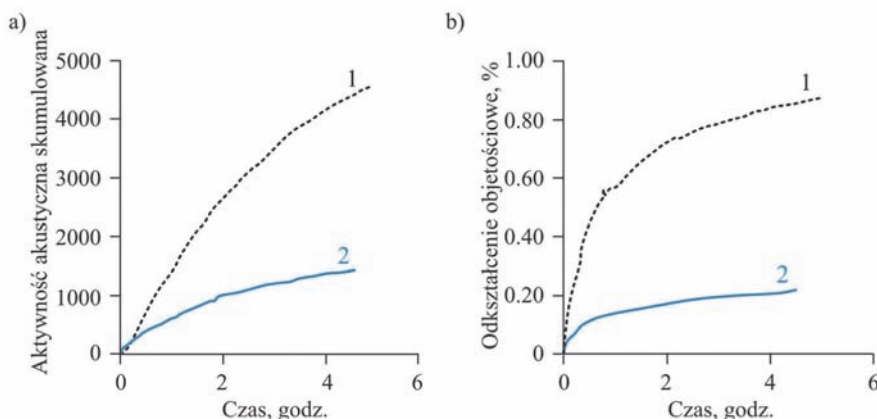 a)
Aktywność akustyczna skumulowana
5000
4000
3000
2000
1000
0
0 2 4 6
Czas, godz.
1
2
b)
Odkształcenie objętościowe, %
1.00
0.80
0.60
0.40
0.20
0.00
0 2 4 6
Czas, godz.
1
2